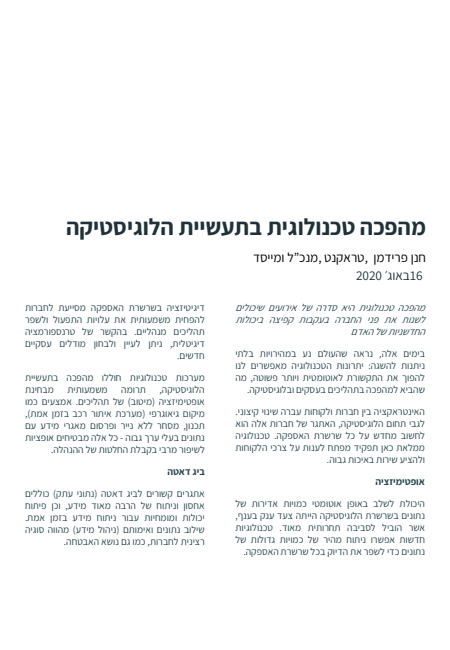 מהפכה טכנולוגית בתעשיית הלוגיסטיקה
חנן פרידמן ,טראקנט ,מנכ"ל ומייסד
16באוג׳ 2020
מהפכה טכנולוגית היא סדרה של אירועים שיכולים
לשנות את פני החברה בעקבות קפיצה ביכולות
החדשניות של האדם
בימים אלה, נראה שהעולם נע במהירויות בלתי
ניתנות להשגה: יתרונות הטכנולוגיה מאפשרים לנו
להפוך את התקשורת לאוטומטית ויותר פשוטה, מה
שהביא למהפכה בתהליכים בעסקים ובלוגיסטיקה.
האינטראקציה בין חברות ולקוחות עברה שינוי קיצוני.
לגבי תחום הלוגיסטיקה, האתגר של חברות אלה הוא
לחשוב מחדש על כל שרשרת האספקה. טכנולוגיה
ממלאת כאן תפקיד מפתח לענות על צרכי הלקוחות
ולהציע שירות באיכות גבוה.
אופטימיזציה
היכולת לשלב באופן אוטומטי כמויות אדירות של
נתונים בשרשרת הלוגיסטיקה הייתה צעד ענק בענף,
אשר הוביל לסביבה תחרותית מאוד. טכנולוגיות
חדשות אפשרו ניתוח מהיר של כמויות גדולות של
נתונים כדי לשפר את הדיוק בכל שרשרת האספקה.
דיגיטיזציה בשרשרת האספקה מסייעת לחברות
להפחית משמעותית את עלויות התפעול ולשפר
תהליכים מנהליים. בהקשר של טרנספורמציה
דיגיטלית, ניתן לעיין ולבחון מודלים עסקיים
חדשים.
מערכות טכנולוגיות חוללו מהפכה בתעשיית
הלוגיסטיקה, תרומה משמעותית מבחינת
אופטימיזציה (מיטוב) של תהליכים. אמצעים כמו
מיקום גיאוגרפי (מערכת איתור רכב בזמן אמת),
תכנון, מסחר ללא נייר ופרסום מאגרי מידע עם
נתונים בעלי ערך גבוה - כל אלה מבטיחים אופציות
לשיפור מרבי בקבלת החלטות של ההנהלה.
ביג דאטה
אתגרים קשורים לביג דאטה (נתוני עתק) כוללים
אחסון וניתוח של הרבה מאוד מידע, וכן פיתוח
יכולות ומומחיות עבור ניתוח מידע בזמן אמת.
שילוב נתונים ואימותם (ניהול מידע) מהווה סוגיה
רצינית לחברות, כמו גם נושא האבטחה.